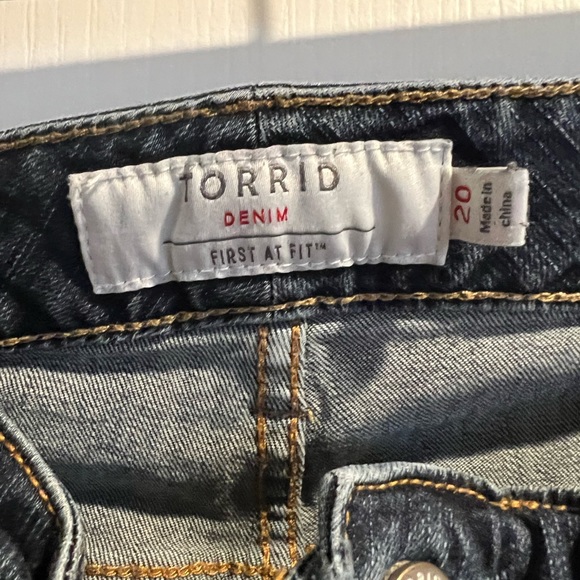 TORRID
DENIM
FIRST AT FIT™
20
Made in
china